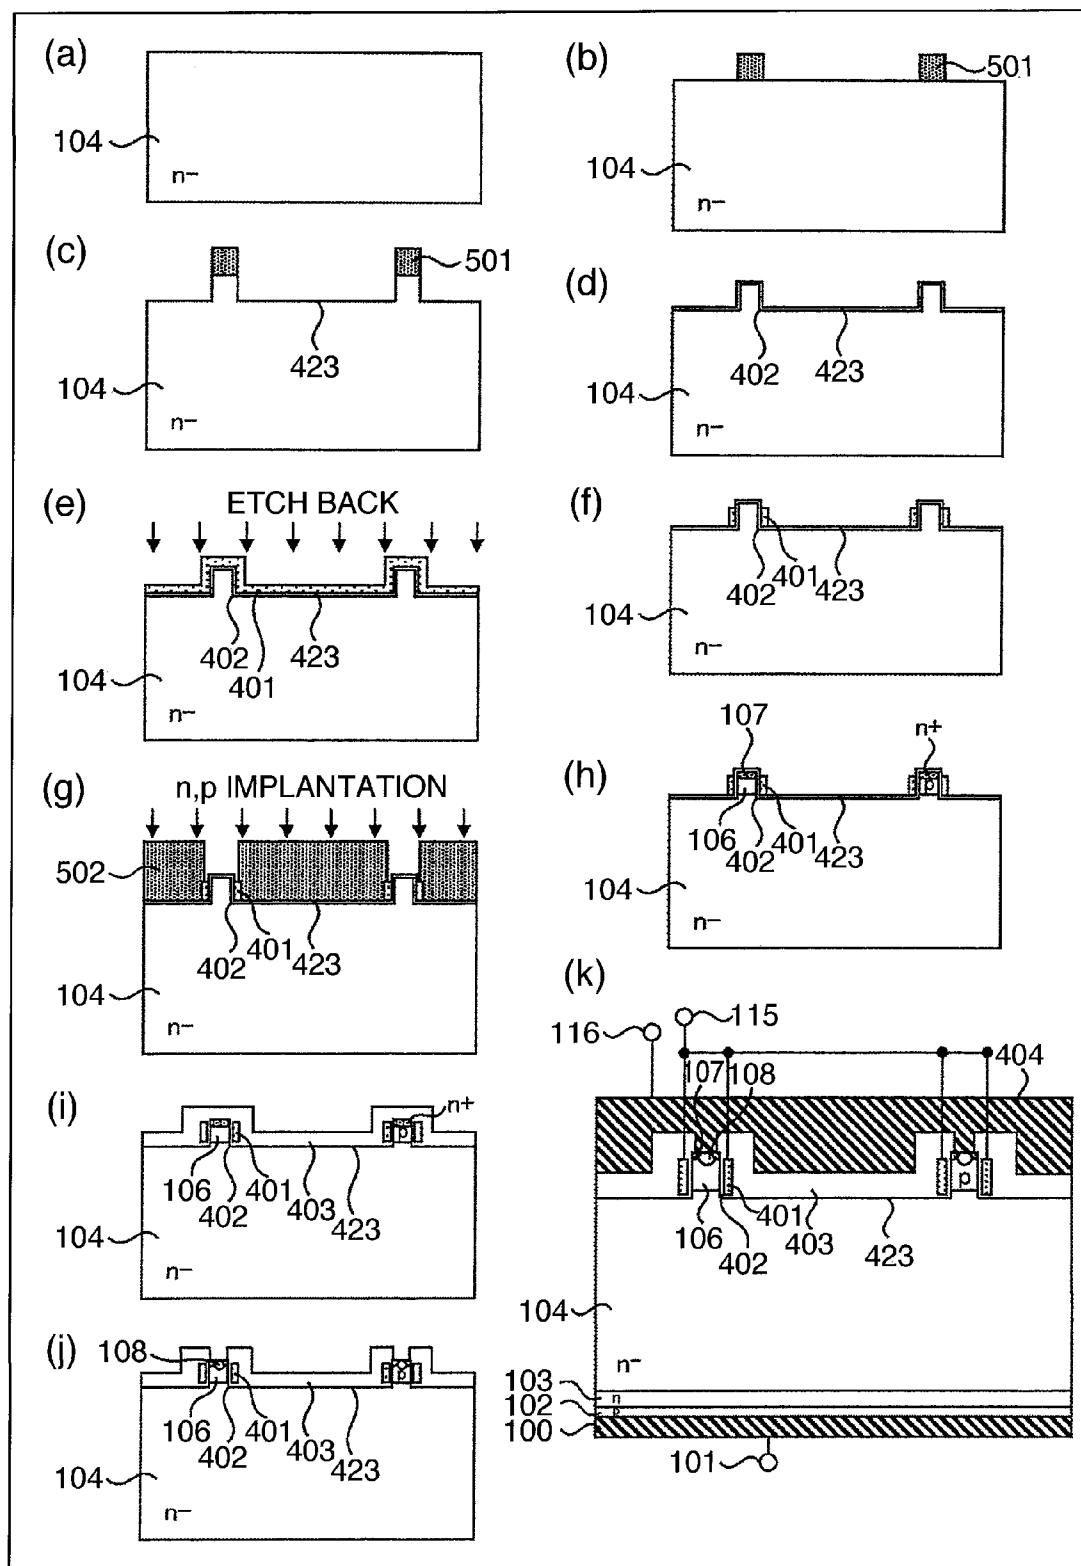 (a)
104
n-
(b)
501
104
n-
(c)
501
423
104
n-
(d)
402
423
104
n-
(e)
ETCH BACK
402
401
423
104
n-
(f)
401
402
423
104
n-
(g)
n,p IMPLANTATION
502
401
402
423
104
n-
(h)
107
n+
p
106
402
401
423
104
n-
(i)
n+
p
106
402
401
403
423
104
n-
(j)
108
p
106
402
401
403
423
104
n-
(k)
116
115
404
107
108
p
106
402
401
403
423
104
n-
103
n
102
p
100
101